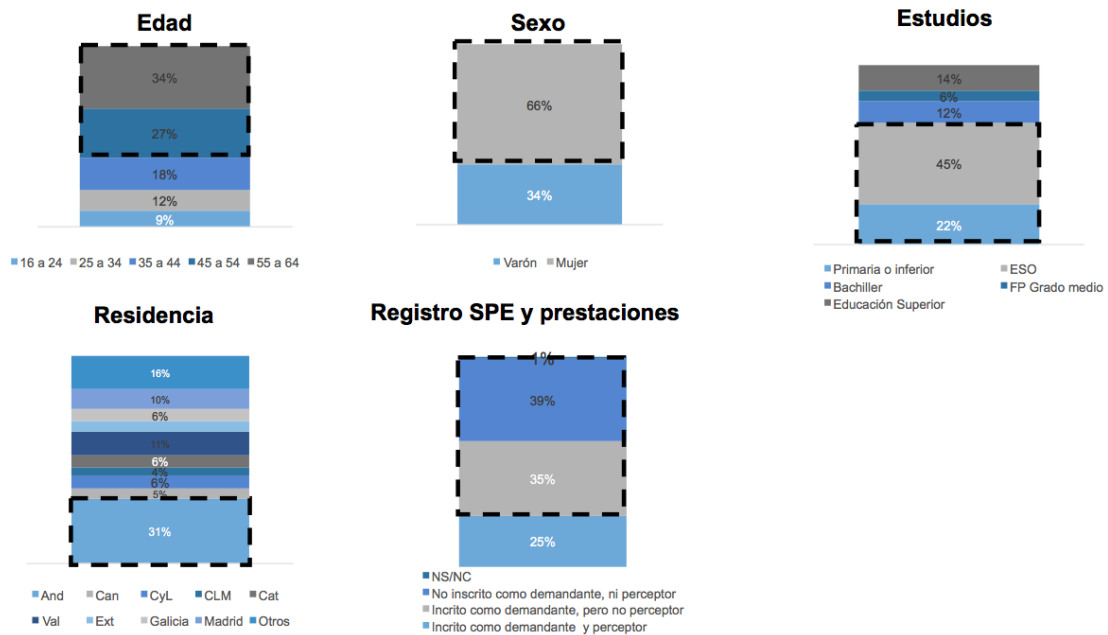 Edad
34%
27%
18%
12%
9%
16 a 24 25 a 34 35 a 44 45 a 54 55 a 64
Sexo
66%
34%
Varón Mujer
Estudios
14%
6%
12%
45%
22%
Primaria o inferior ESO
Bachiller FP Grado medio
Educación Superior
Residencia
16%
10%
6%
11%
6%
4%
6%
5%
31%
And Can CyL CLM Cat
Val Ext Galicia Madrid Otros
Registro SPE y prestaciones
1%
39%
35%
25%
NS/NC
No inscrito como demandante, ni perceptor
Incrito como demandante, pero no perceptor
Incrito como demandante y perceptor